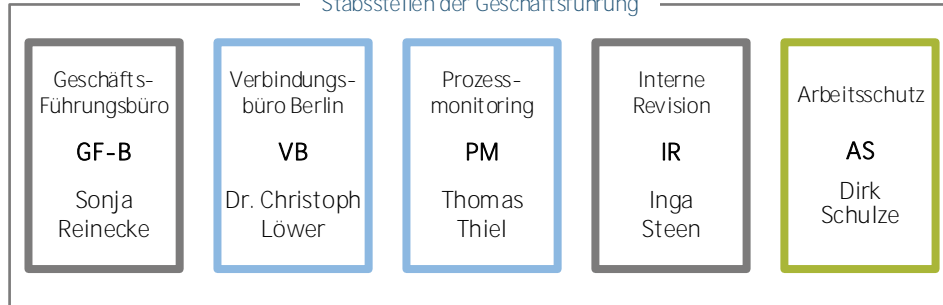 Stabsstellen der Geschäftsführung
Geschäfts-
Führungsbüro
GF-B
Sonja
Reinecke
Verbindungs-
büro Berlin
VB
Dr. Christoph
Löwer
Prozess-
monitoring
PM
Thomas
Thiel
Interne
Revision
IR
Inga
Steen
Arbeitsschutz
AS
Dirk
Schulze